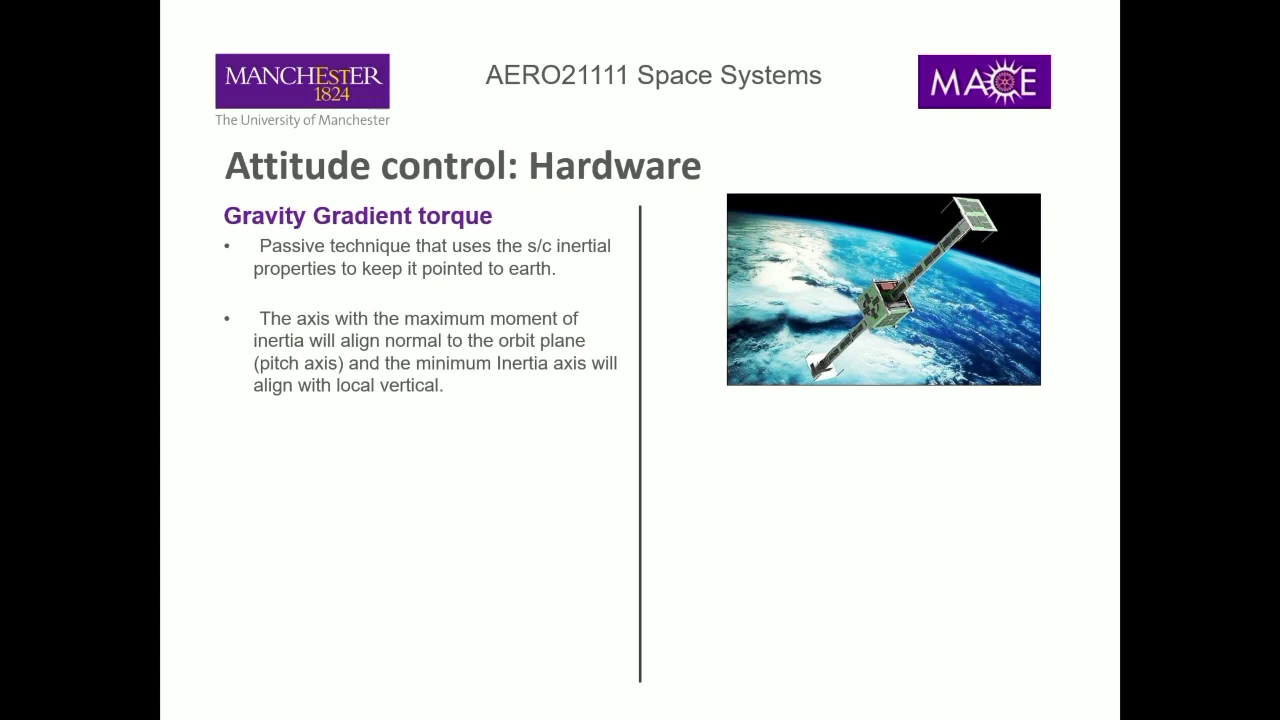 MANCHESTER
1824
The University of Manchester
AERO21111 Space Systems
MACE
Attitude control: Hardware
Gravity Gradient torque
• Passive technique that uses the s/c inertial
properties to keep it pointed to earth.
• The axis with the maximum moment of
inertia will align normal to the orbit plane
(pitch axis) and the minimum Inertia axis will
align with local vertical.